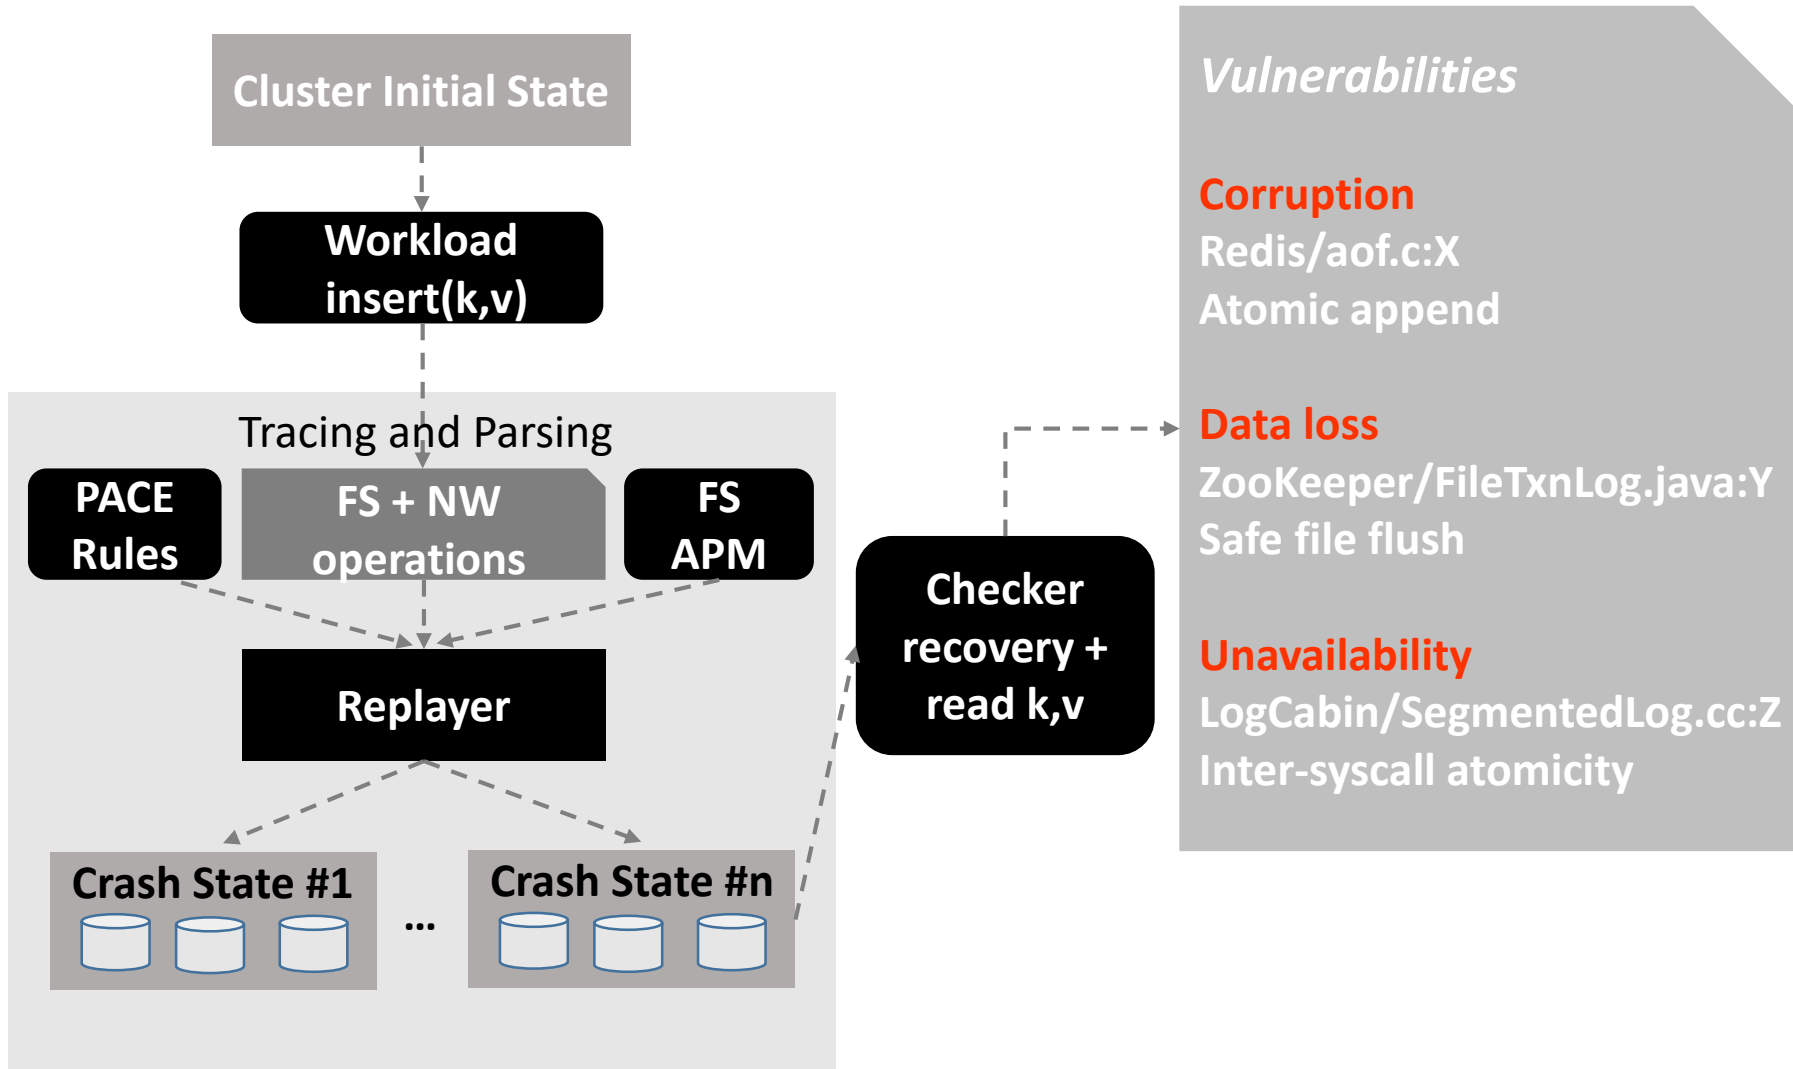 Cluster Initial State
Workload
insert(k,v)
Tracing and Parsing
PACE
Rules
FS + NW
operations
FS
APM
Replayer
Crash State #1
...
Crash State #n
Checker
recovery +
read k,v
Vulnerabilities
Corruption
Redis/aof.c:X
Atomic append
Data loss
ZooKeeper/FileTxnLog.java:Y
Safe file flush
Unavailability
LogCabin/SegmentedLog.cc:Z
Inter-syscall atomicity